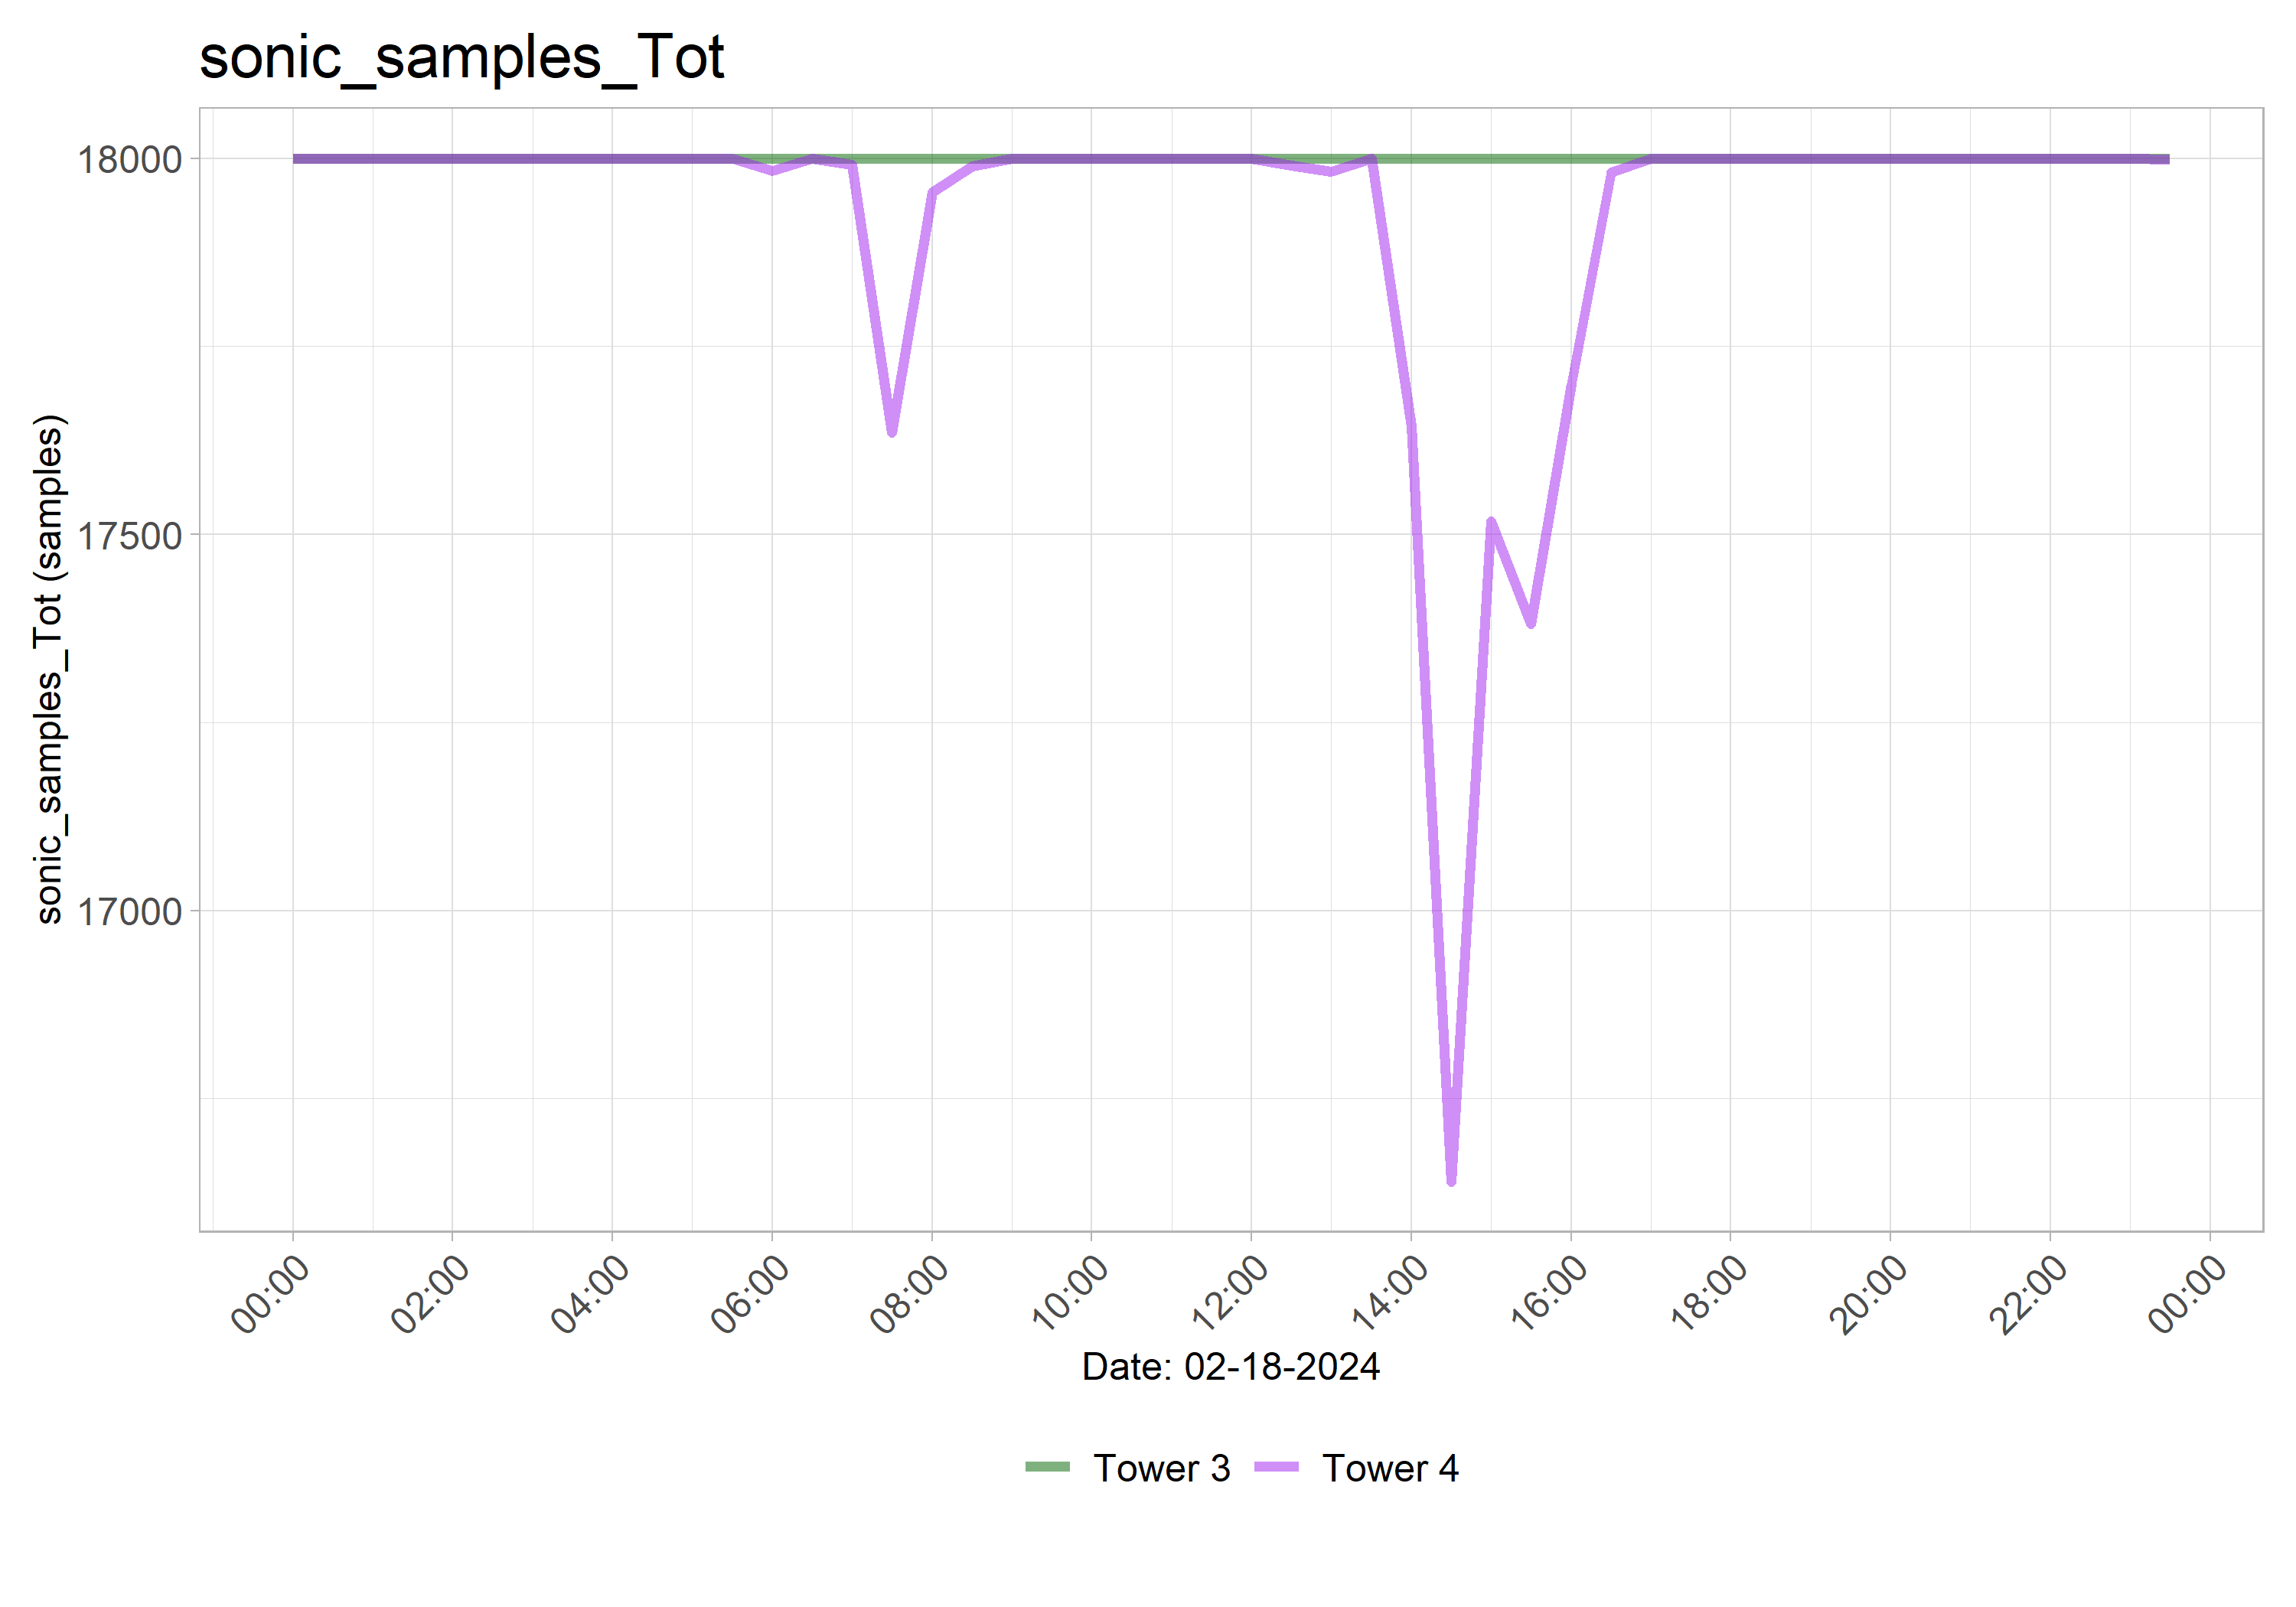 sonic_samples_Tot
sonic_samples_Tot (samples)
18000
17500
17000
00:00 02:00 04:00 06:00 08:00 10:00 12:00 14:00 16:00 18:00 20:00 22:00 00:00
Date: 02-18-2024
Tower 3 Tower 4